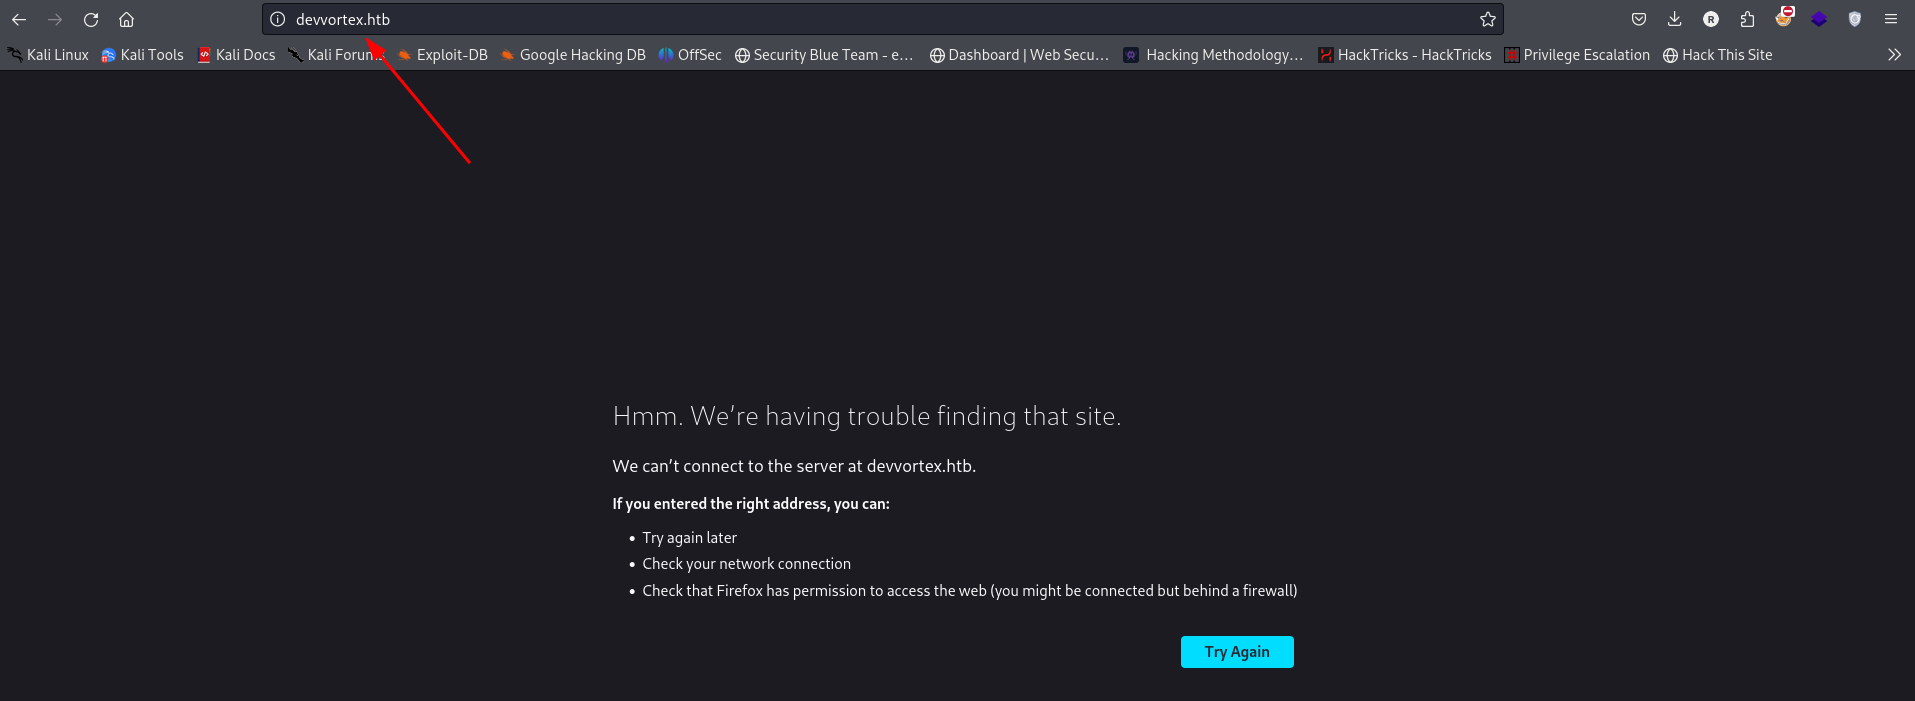 devvortex.htb
Kali Linux Kali Tools Kali Docs Kali Forums Exploit-DB Google Hacking DB OffSec Security Blue Team - e... Dashboard | Web Secu... Hacking Methodology... HackTricks - HackTricks Privilege Escalation Hack This Site
Hmm. We’re having trouble finding that site.
We can’t connect to the server at devvortex.htb.
If you entered the right address, you can:
• Try again later
• Check your network connection
• Check that Firefox has permission to access the web (you might be connected but behind a firewall)
Try Again